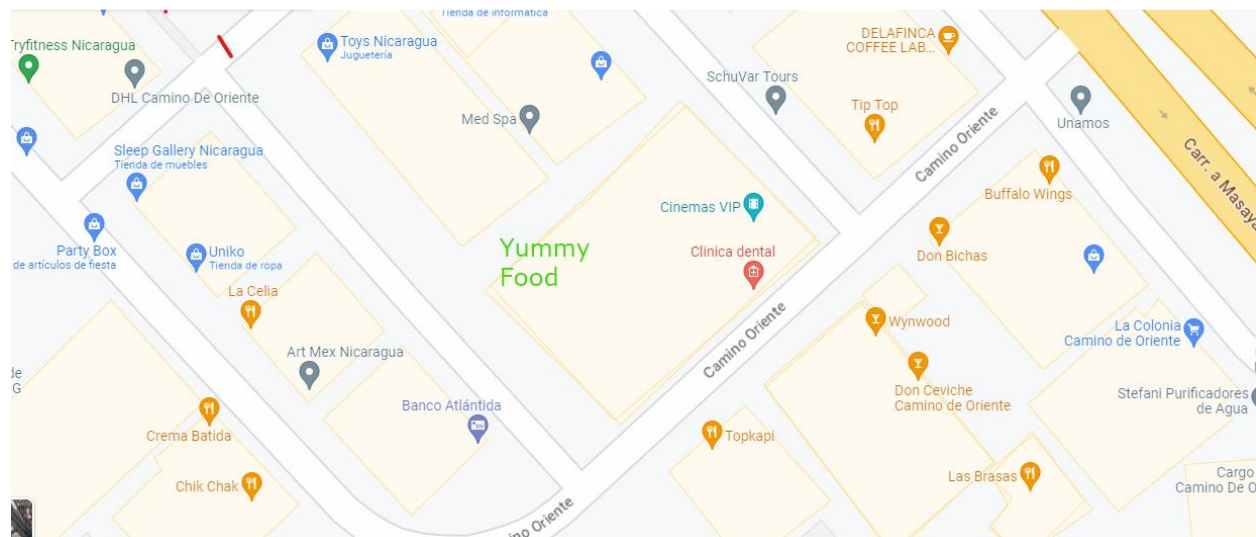 Tienda de informática
Tryfitness Nicaragua
DHL Camino De Oriente
Toys Nicaragua
Juguetería
DELAFINCA
COFFEE LAB...
SchuVar Tours
Tip Top
Unamos
Med Spa
Camino Oriente
Carr. a Masaya
Sleep Gallery Nicaragua
Tienda de muebles
Buffalo Wings
Cinemas VIP
Party Box
de artículos de fiesta
Uniko
Tienda de ropa
Yummy
Food
Clinica dental
Don Bichas
La Celia
Wynwood
La Colonia
Camino de Oriente
Art Mex Nicaragua
Camino Oriente
Don Ceviche
Camino de Oriente
Stefani Purificadores
de Agua
Banco Atlántida
Crema Batida
Topkapi
Chik Chak
Las Brasas
Cargo
Camino De O
ino Oriente